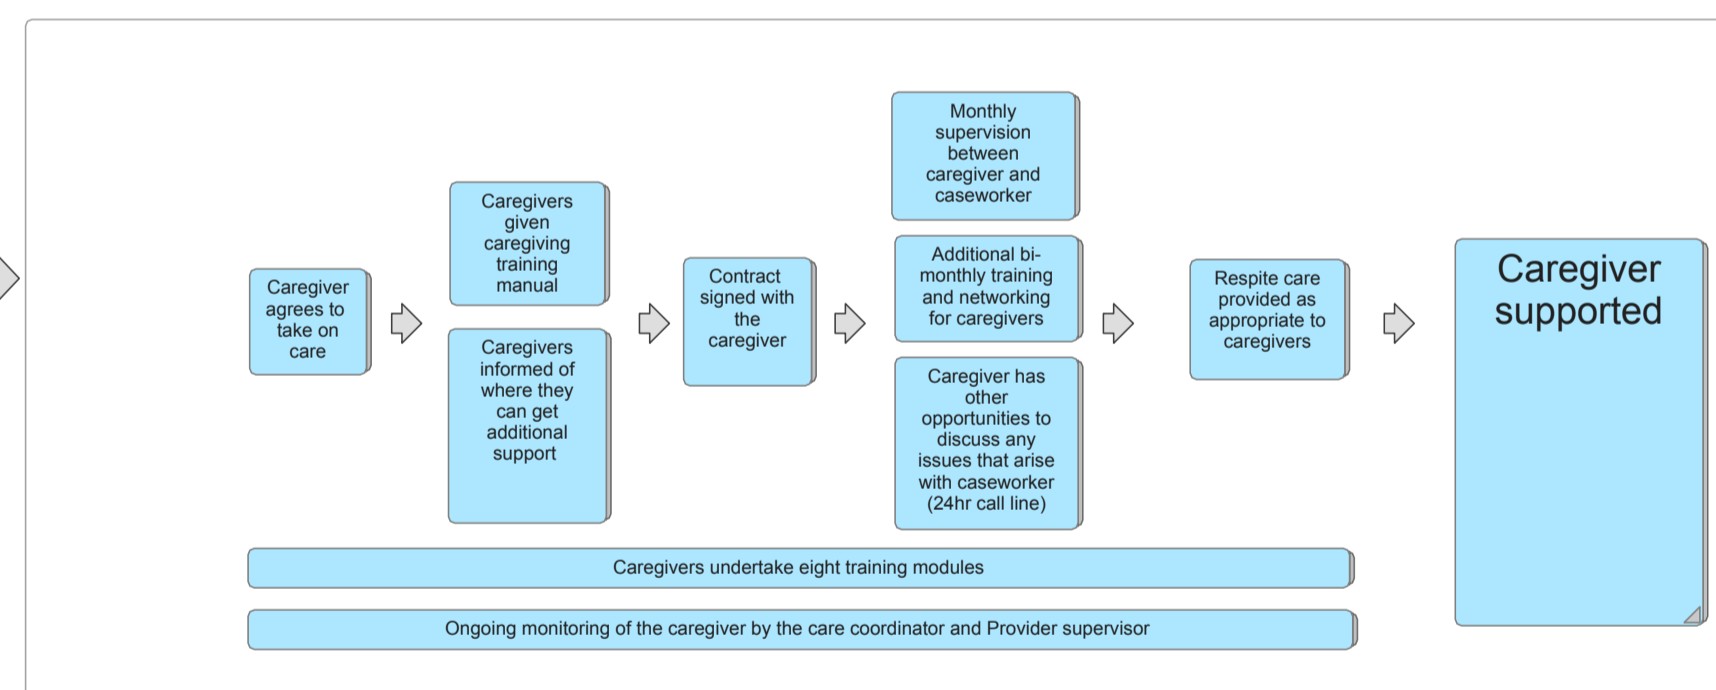 Caregiver
agrees to
take on
care
Caregivers
given
caregiving
training
manual
Caregivers
informed of
where they
can get
additional
support
Contract
signed with
the
caregiver
Monthly
supervision
between
caregiver and
caseworker
Additional bi-
monthly training
and networking
for caregivers
Caregiver has
other
opportunities to
discuss any
issues that arise
with caseworker
(24hr call line)
Respite care
provided as
appropriate to
caregivers
Caregiver
supported
Caregivers undertake eight training modules
Ongoing monitoring of the caregiver by the care coordinator and Provider supervisor